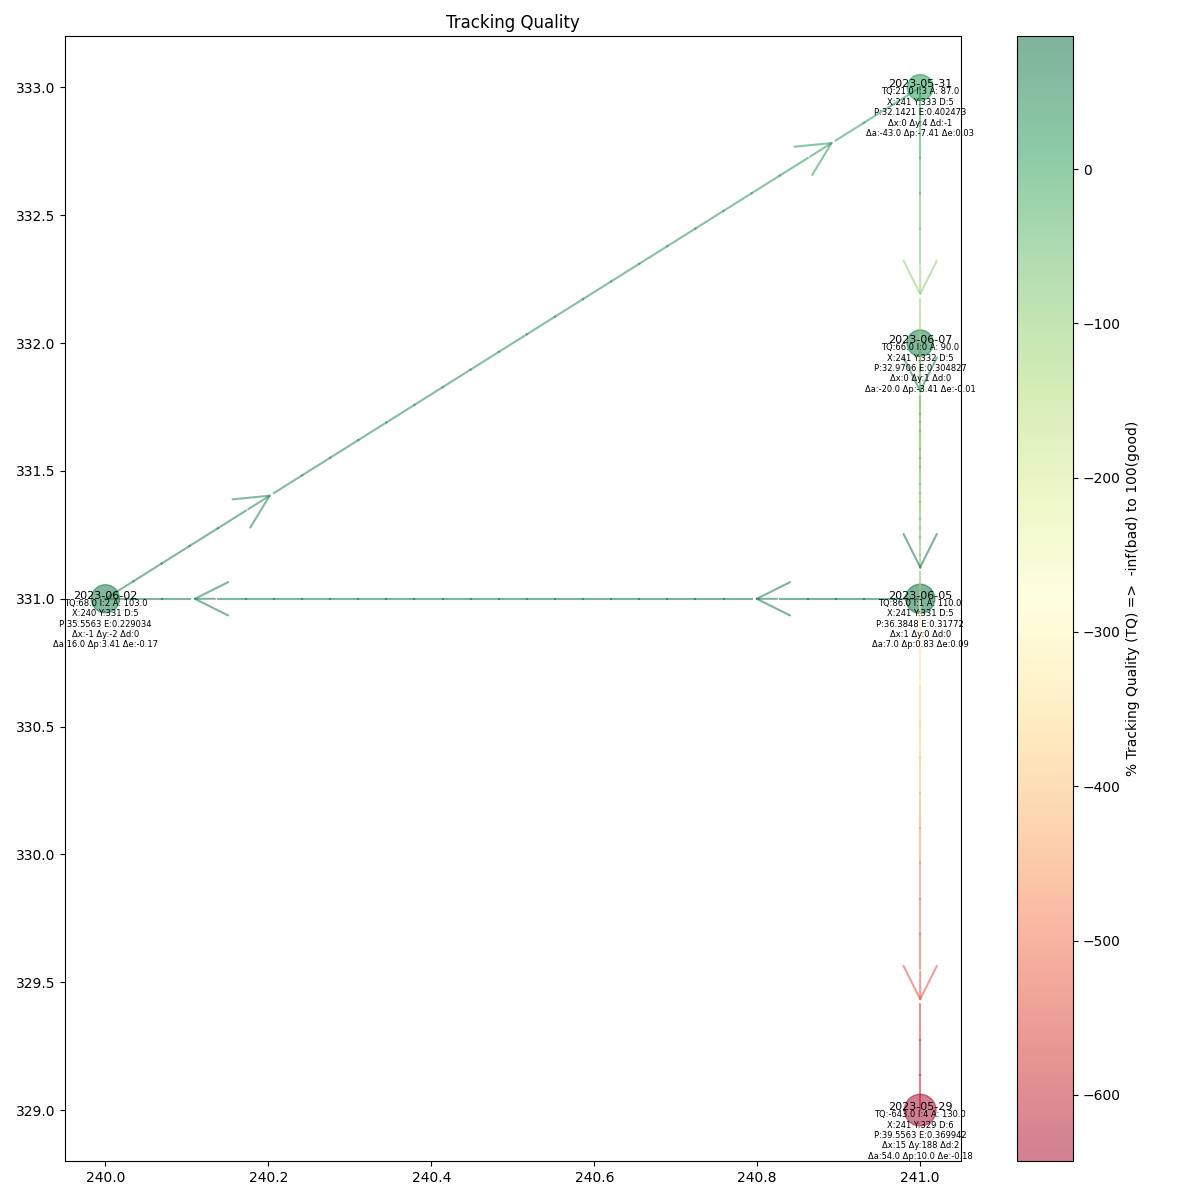 Tracking Quality
333.0
332.5
332.0
331.5
331.0
330.5
330.0
329.5
329.0
240.0
240.2
240.4
240.6
240.8
241.0
2023-05-31
TQ:21.0 I:3 A: 87.0
X:241 Y:333 D:5
P:32.1421 E:0.402473
Δx:0 Δy:4 Δd:-1
Δa:-43.0 Δp:-7.41 Δe:0.03
2023-06-07
TQ:66.0 I:0 A: 90.0
X:241 Y:332 D:5
P:32.9706 E:0.304827
Δx:0 Δy:1 Δd:0
Δa:-20.0 Δp:-3.41 Δe:-0.01
2023-06-02
TQ:68.0 I:2 A: 103.0
X:240 Y:331 D:5
P:35.5563 E:0.229034
Δx:-1 Δy:-2 Δd:0
Δa:16.0 Δp:3.41 Δe:-0.17
2023-06-05
TQ:86.0 I:1 A: 110.0
X:241 Y:331 D:5
P:36.3848 E:0.31772
Δx:1 Δy:0 Δd:0
Δa:7.0 Δp:0.83 Δe:0.09
2023-05-29
TQ:-643.0 I:4 A: 130.0
X:241 Y:329 D:6
P:39.5563 E:0.369942
Δx:15 Δy:188 Δd:2
Δa:54.0 Δp:10.0 Δe:-0.18
0
−100
−200
−300
−400
−500
−600
% Tracking Quality (TQ) => -inf(bad) to 100(good)